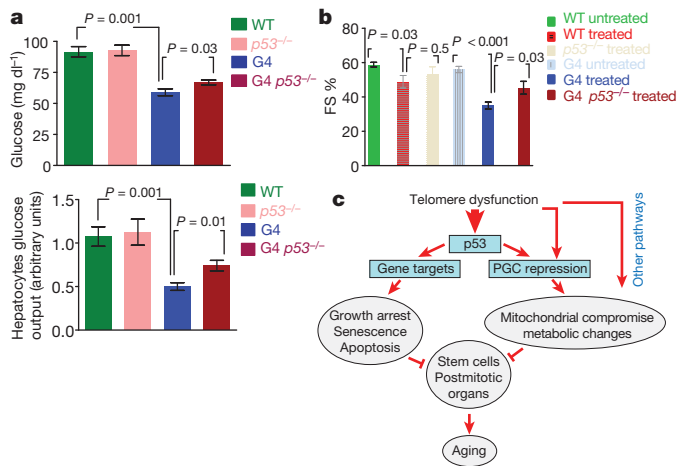 a
P = 0.001
P = 0.03
Glucose (mg dl⁻¹)
100
75
50
25
0
WT
p53⁻/⁻
G4
G4 p53⁻/⁻
P = 0.001
P = 0.01
Hepatocytes glucose
output (arbitrary units)
1.5
1.0
0.5
0.0
WT
p53⁻/⁻
G4
G4 p53⁻/⁻
b
P = 0.03
P = 0.5
P < 0.001
P = 0.03
FS %
80
60
40
20
0
WT untreated
WT treated
p53⁻/⁻ treated
G4 untreated
G4 treated
G4 p53⁻/⁻ treated
c
Telomere dysfunction
p53
Gene targets
PGC repression
Other pathways
Growth arrest
Senescence
Apoptosis
Mitochondrial compromise
metabolic changes
Stem cells
Postmitotic
organs
Aging